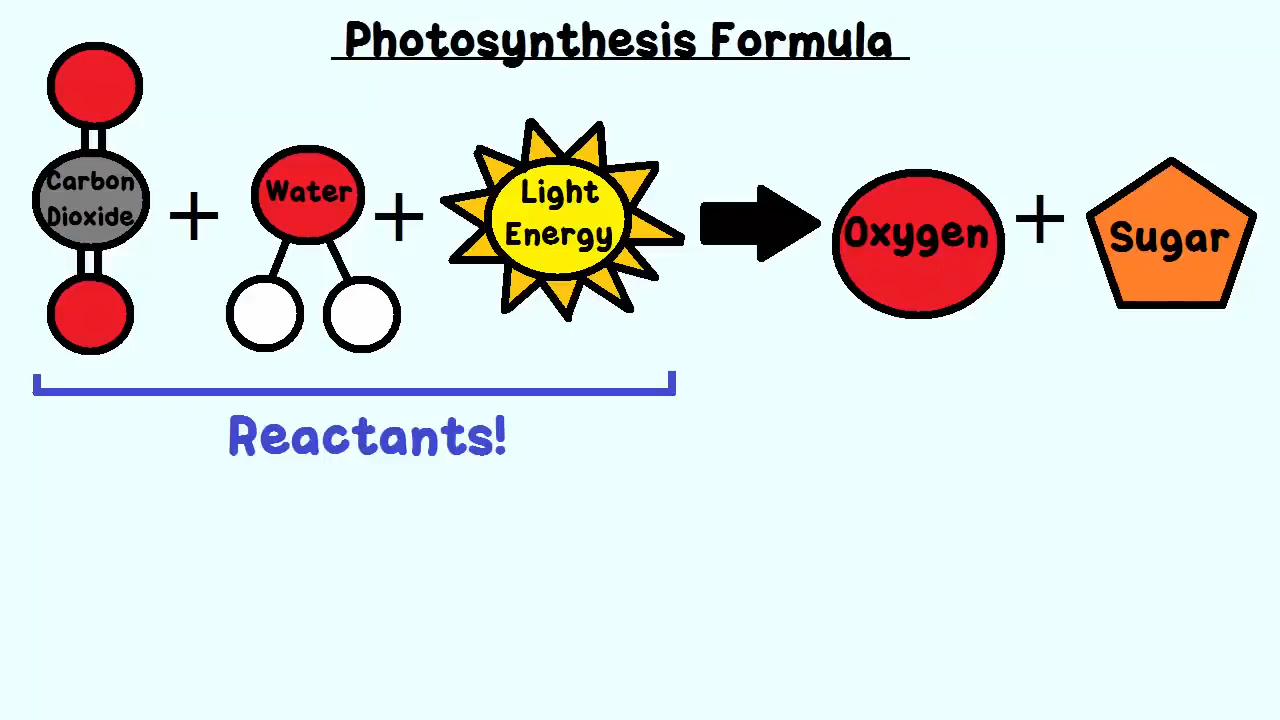 Photosynthesis Formula
Carbon
Dioxide
+
Water
+
Light
Energy
Oxygen
+
Sugar
Reactants!